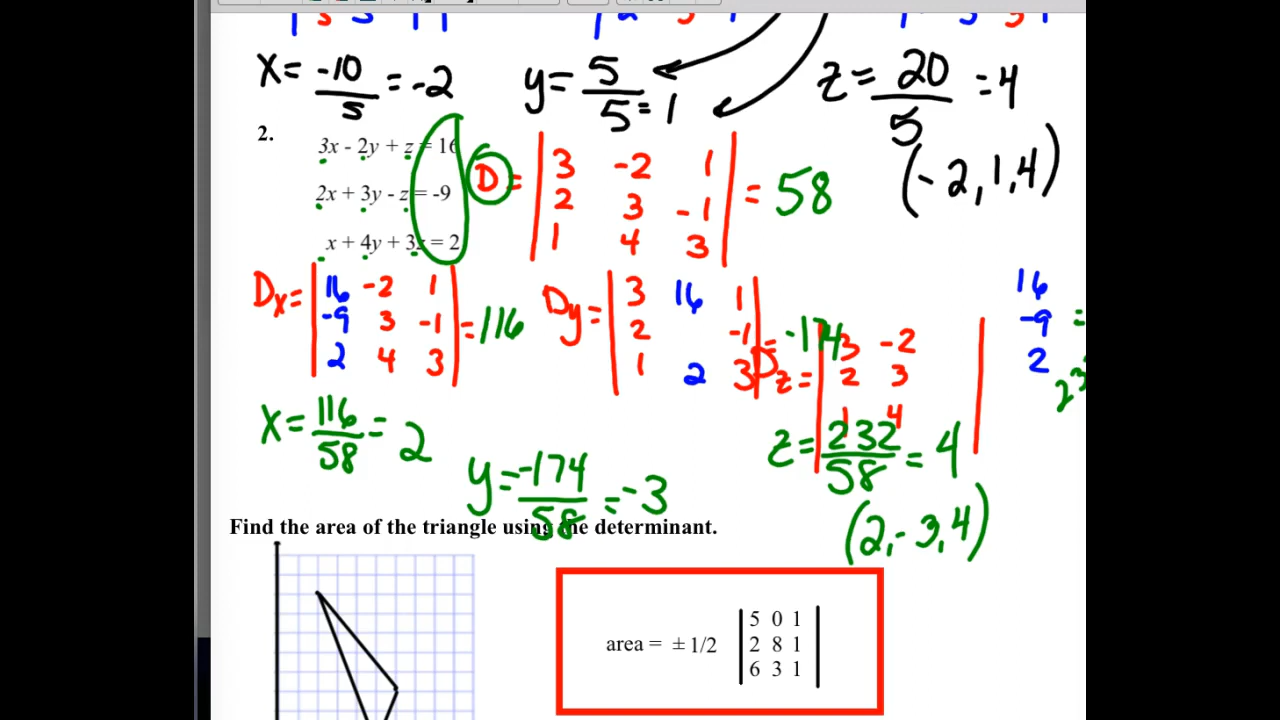 x = -10/5 = -2
y = 5/5 = 1
z = 20/5 = 4
(-2, 1, 4)
2.
3x - 2y + z = 16
2x + 3y - z = -9
x + 4y + 3z = 2
D =
3 -2 1
2 3 -1
1 4 3
= 58
Dx =
16 -2 1
-9 3 -1
2 4 3
= 116
Dy =
3 16 1
2 -1
1 2 3
= -174
Dz =
3 -2
2 3
1 4
16
-9
2
=
x = 116/58 = 2
y = -174/58 = -3
z = 232/58 = 4
(2, -3, 4)
Find the area of the triangle using the determinant.
area = ± 1/2
5 0 1
2 8 1
6 3 1